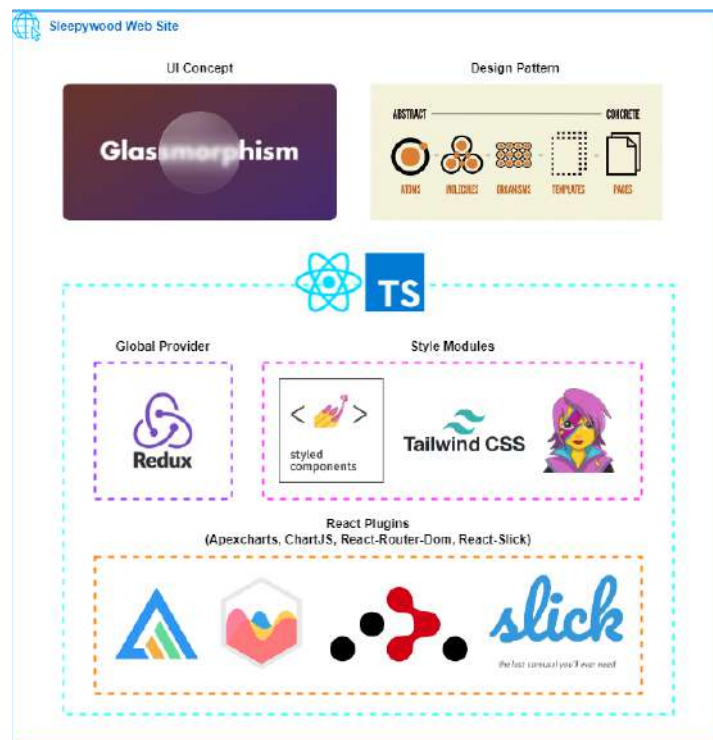 Sleepywood Web Site
UI Concept
Design Pattern
Glassmorphism
ABSTRACT
CONCRETE
ATOMS
MOLECULES
ORGANISMS
TEMPLATES
PAGES
TS
Global Provider
Style Modules
Redux
< >
styled
components
Tailwind CSS
React Plugins
(Apexcharts, ChartJS, React-Router-Dom, React-Slick)
slick
the last carousel you'll ever need